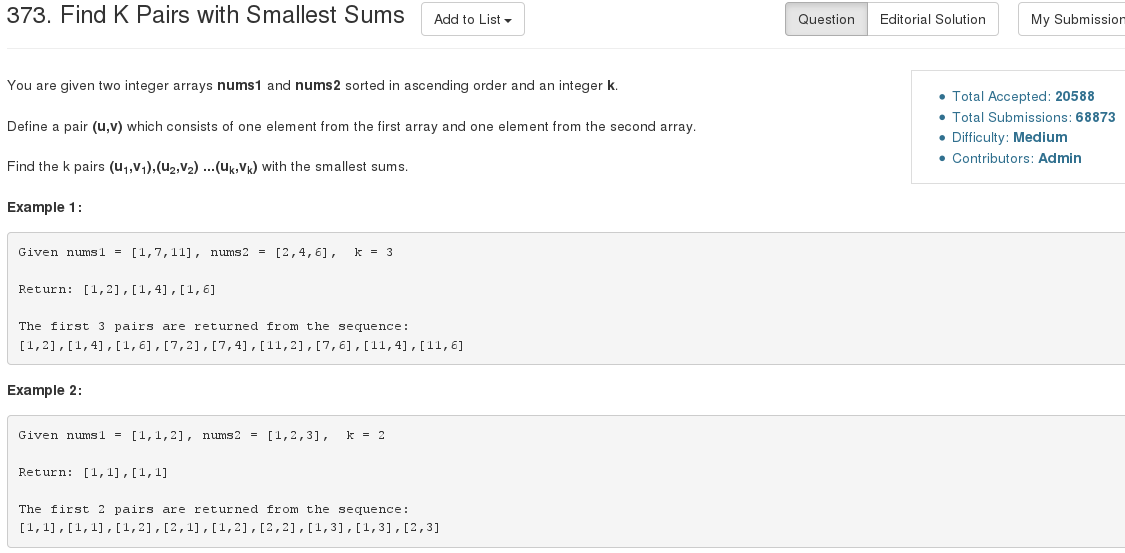 373. Find K Pairs with Smallest Sums
Add to List
Question
Editorial Solution
My Submission
You are given two integer arrays nums1 and nums2 sorted in ascending order and an integer k.
Define a pair (u,v) which consists of one element from the first array and one element from the second array.
Find the k pairs (u1,v1),(u2,v2) ...(uk,vk) with the smallest sums.
• Total Accepted: 20588
• Total Submissions: 68873
• Difficulty: Medium
• Contributors: Admin
Example 1:
Given nums1 = [1,7,11], nums2 = [2,4,6],  k = 3
Return: [1,2],[1,4],[1,6]
The first 3 pairs are returned from the sequence:
[1,2],[1,4],[1,6],[7,2],[7,4],[11,2],[7,6],[11,4],[11,6]
Example 2:
Given nums1 = [1,1,2], nums2 = [1,2,3],  k = 2
Return: [1,1],[1,1]
The first 2 pairs are returned from the sequence:
[1,1],[1,1],[1,2],[2,1],[1,2],[2,2],[1,3],[1,3],[2,3]